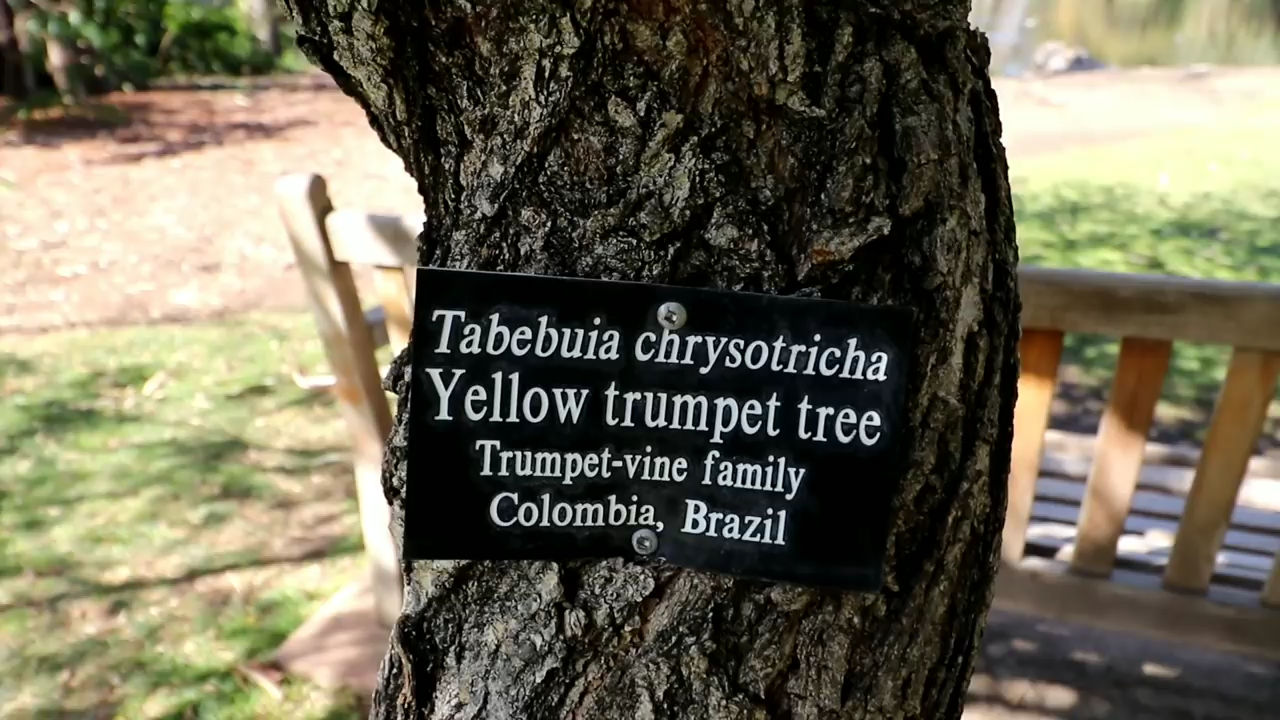 Tabebuia chrysotricha
Yellow trumpet tree
Trumpet-vine family
Colombia, Brazil